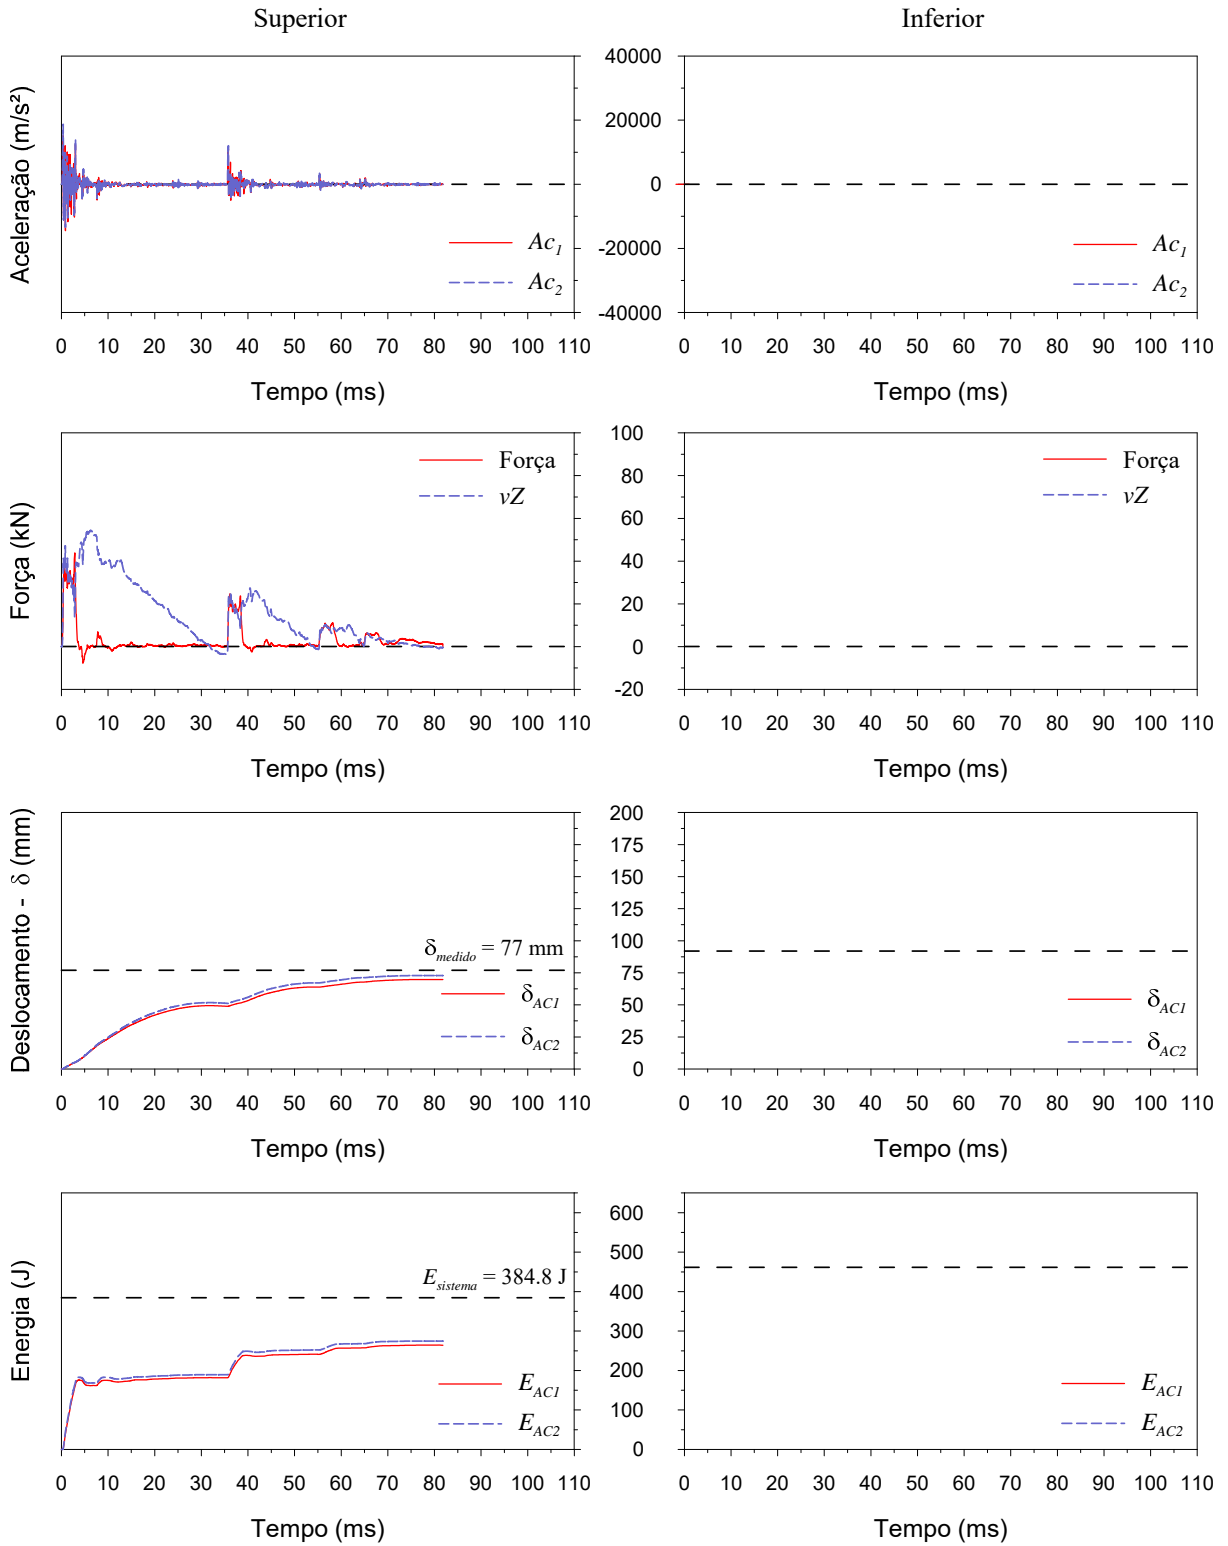 Superior Inferior
Aceleração (m/s²)
40000
20000
0
-20000
-40000
Ac1
Ac2
Ac1
Ac2
0 10 20 30 40 50 60 70 80 90 100 110
0 10 20 30 40 50 60 70 80 90 100 110
Tempo (ms) Tempo (ms)
Força (kN)
100
80
60
40
20
0
-20
Força
vZ
Força
vZ
0 10 20 30 40 50 60 70 80 90 100 110
0 10 20 30 40 50 60 70 80 90 100 110
Tempo (ms) Tempo (ms)
Deslocamento - δ (mm)
200
175
150
125
100
75
50
25
0
δmedido = 77 mm
δAC1
δAC2
δAC1
δAC2
0 10 20 30 40 50 60 70 80 90 100 110
0 10 20 30 40 50 60 70 80 90 100 110
Tempo (ms) Tempo (ms)
Energia (J)
600
500
400
300
200
100
0
Esistema = 384.8 J
EAC1
EAC2
EAC1
EAC2
0 10 20 30 40 50 60 70 80 90 100 110
0 10 20 30 40 50 60 70 80 90 100 110
Tempo (ms) Tempo (ms)